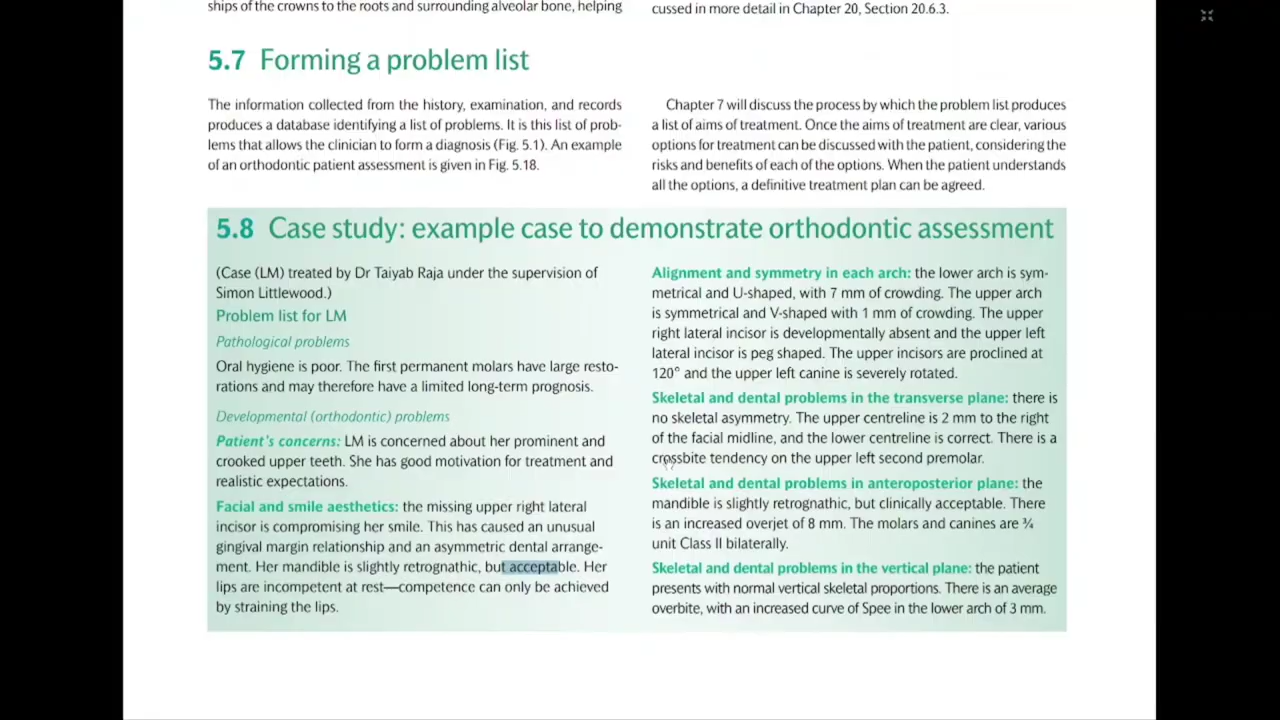 ships of the crowns to the roots and surrounding alveolar bone, helping
cussed in more detail in Chapter 20, Section 20.6.3.
5.7 Forming a problem list
The information collected from the history, examination, and records
produces a database identifying a list of problems. It is this list of prob-
lems that allows the clinician to form a diagnosis (Fig. 5.1). An example
of an orthodontic patient assessment is given in Fig. 5.18.
Chapter 7 will discuss the process by which the problem list produces
a list of aims of treatment. Once the aims of treatment are clear, various
options for treatment can be discussed with the patient, considering the
risks and benefits of each of the options. When the patient understands
all the options, a definitive treatment plan can be agreed.
5.8 Case study: example case to demonstrate orthodontic assessment
(Case (LM) treated by Dr Taiyab Raja under the supervision of
Simon Littlewood.)
Problem list for LM
Pathological problems
Oral hygiene is poor. The first permanent molars have large resto-
rations and may therefore have a limited long-term prognosis.
Developmental (orthodontic) problems
Patient's concerns: LM is concerned about her prominent and
crooked upper teeth. She has good motivation for treatment and
realistic expectations.
Facial and smile aesthetics: the missing upper right lateral
incisor is compromising her smile. This has caused an unusual
gingival margin relationship and an asymmetric dental arrange-
ment. Her mandible is slightly retrognathic, but acceptable. Her
lips are incompetent at rest—competence can only be achieved
by straining the lips.
Alignment and symmetry in each arch: the lower arch is sym-
metrical and U-shaped, with 7 mm of crowding. The upper arch
is symmetrical and V-shaped with 1 mm of crowding. The upper
right lateral incisor is developmentally absent and the upper left
lateral incisor is peg shaped. The upper incisors are proclined at
120° and the upper left canine is severely rotated.
Skeletal and dental problems in the transverse plane: there is
no skeletal asymmetry. The upper centreline is 2 mm to the right
of the facial midline, and the lower centreline is correct. There is a
crossbite tendency on the upper left second premolar.
Skeletal and dental problems in anteroposterior plane: the
mandible is slightly retrognathic, but clinically acceptable. There
is an increased overjet of 8 mm. The molars and canines are ¾
unit Class II bilaterally.
Skeletal and dental problems in the vertical plane: the patient
presents with normal vertical skeletal proportions. There is an average
overbite, with an increased curve of Spee in the lower arch of 3 mm.